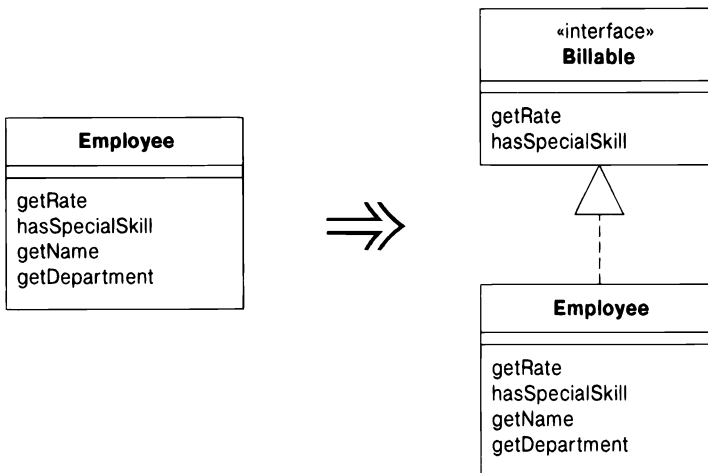 Employee
getRate
hasSpecialSkill
getName
getDepartment
«interface»
Billable
getRate
hasSpecialSkill
Employee
getRate
hasSpecialSkill
getName
getDepartment